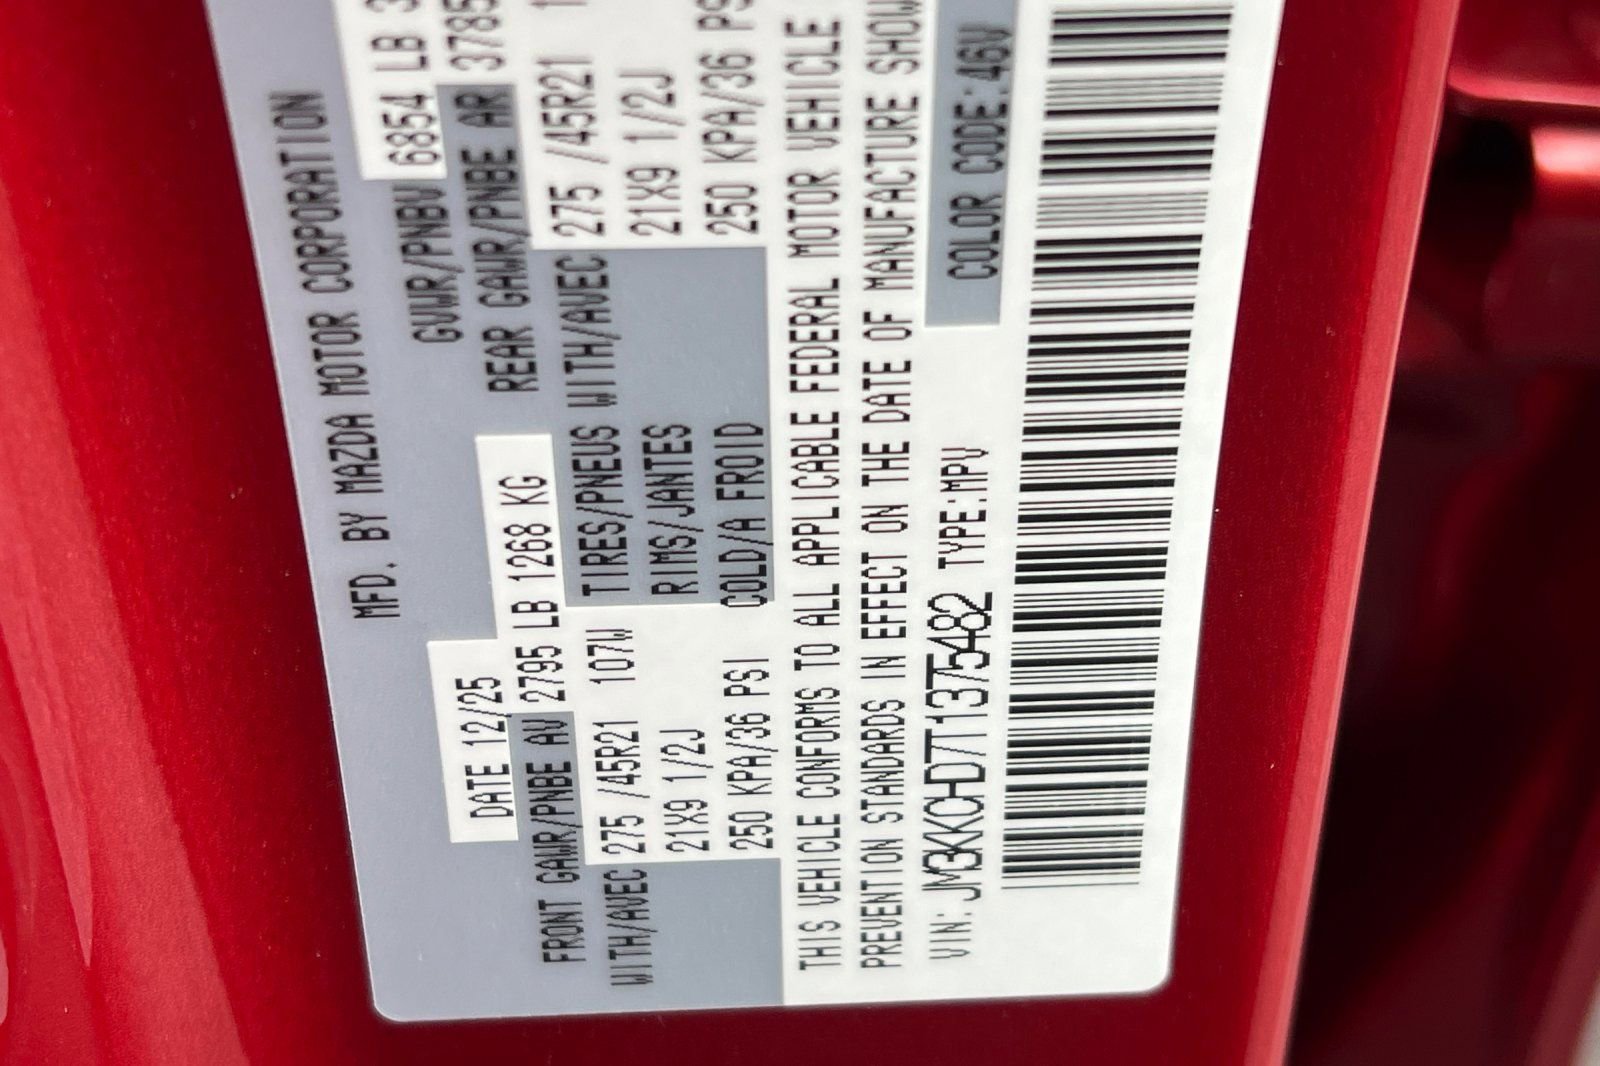 MFD. BY MAZDA MOTOR CORPORATION
DATE 12/25 GVWR/PNBV 6854 LB 3
FRONT GAWR/PNBE AV 2795 LB 1268 KG REAR GAWR/PNBE AR 3785
WITH/AVEC 275 /45R21 107W TIRES/PNEUS WITH/AVEC 275 /45R21
21X9 1/2J RIMS/JANTES 21X9 1/2J
250 KPA/36 PSI COLD/A FROID 250 KPA/36 PS
THIS VEHICLE CONFORMS TO ALL APPLICABLE FEDERAL MOTOR VEHICLE
PREVENTION STANDARDS IN EFFECT ON THE DATE OF MANUFACTURE SHOW
VIN: JM3KKCHD7T1375482 TYPE:MPV COLOR CODE:46V